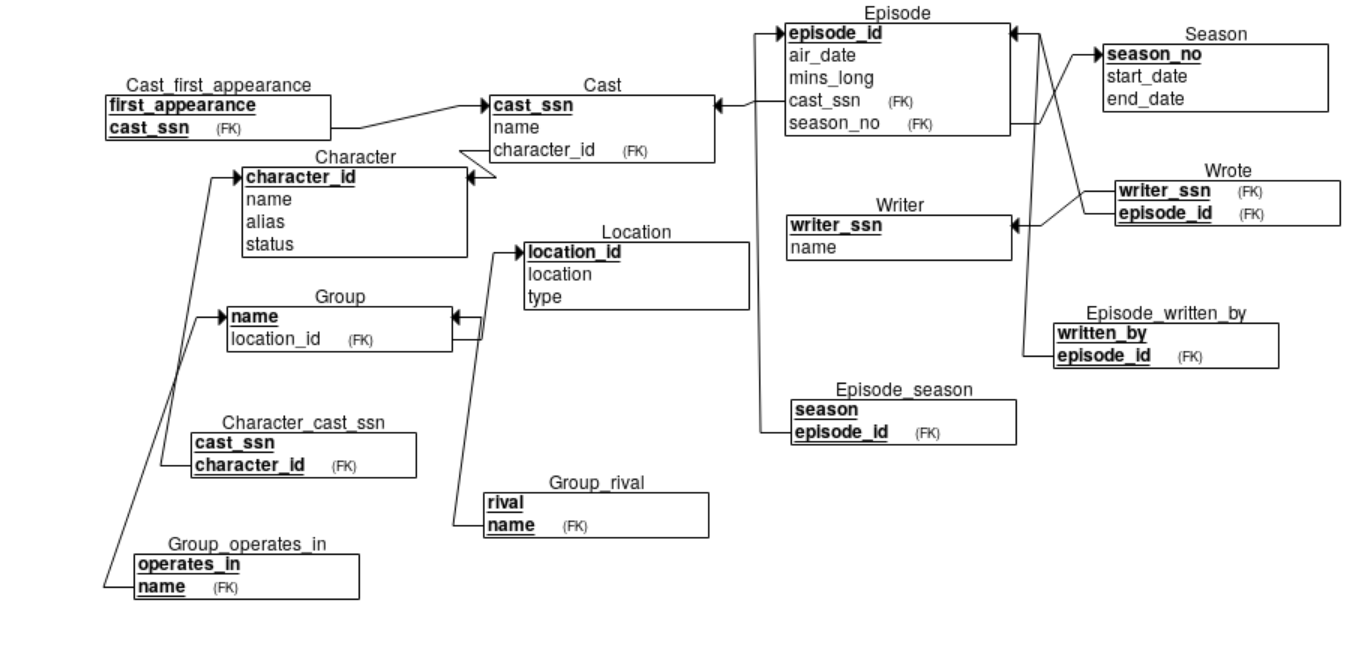 Episode
episode_id
air_date
mins_long
cast_ssn (FK)
season_no (FK)
Season
season_no
start_date
end_date
Cast_first_appearance
first_appearance
cast_ssn (FK)
Cast
cast_ssn
name
character_id (FK)
Character
character_id
name
alias
status
Wrote
writer_ssn (FK)
episode_id (FK)
Writer
writer_ssn
name
Location
location_id
location
type
Group
name
location_id (FK)
Episode_written_by
written_by
episode_id (FK)
Episode_season
season
episode_id (FK)
Character_cast_ssn
cast_ssn
character_id (FK)
Group_rival
rival
name (FK)
Group_operates_in
operates_in
name (FK)